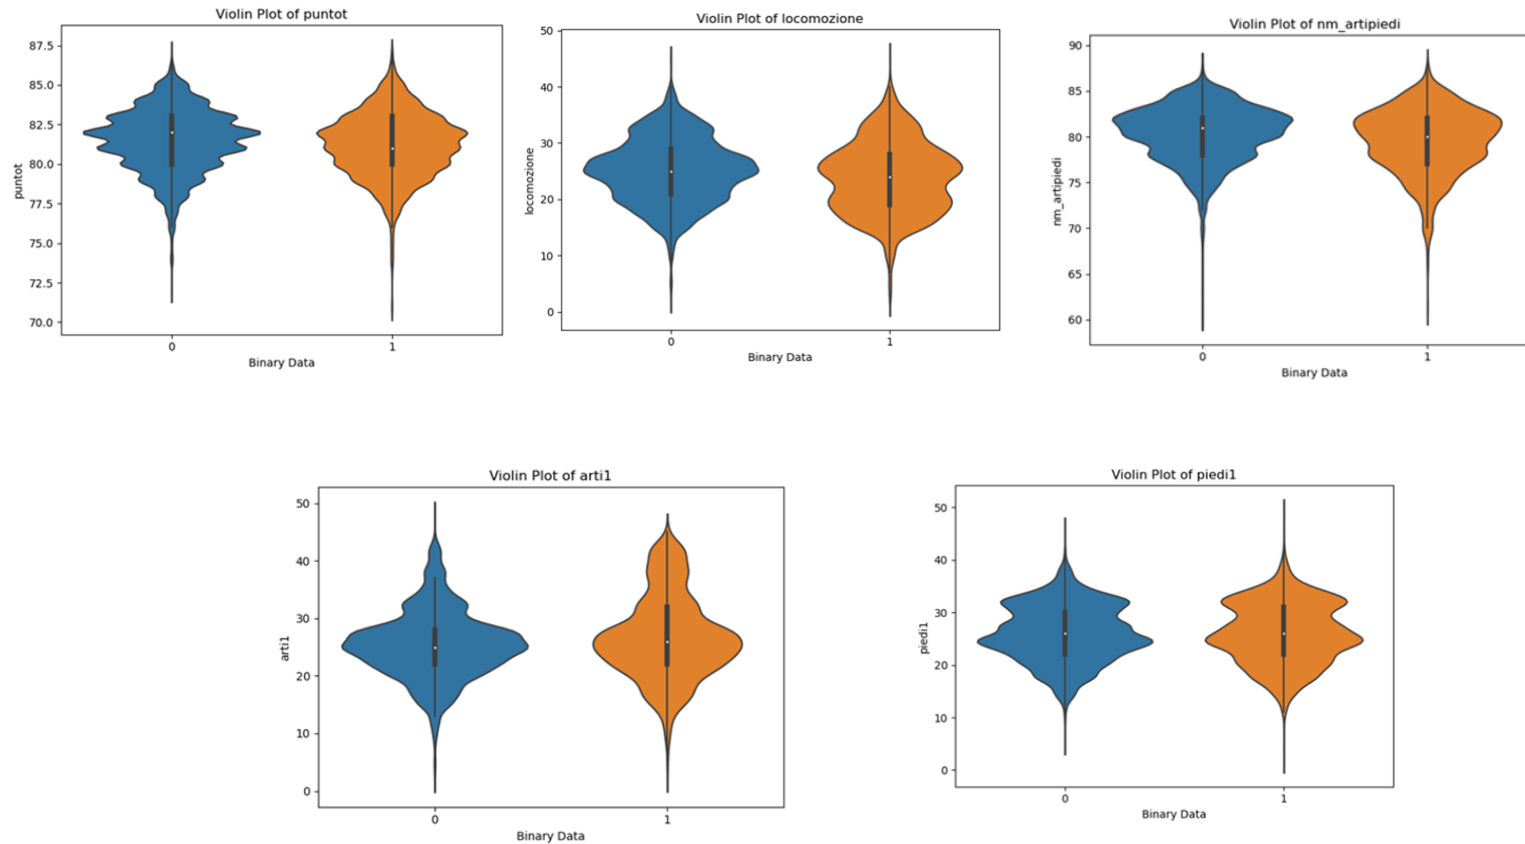 Violin Plot of puntot
87.5
85.0
82.5
80.0
77.5
75.0
72.5
70.0
puntot
0 1
Binary Data
Violin Plot of locomozione
50
40
30
20
10
0
locomozione
0 1
Binary Data
Violin Plot of nm_artipiedi
90
85
80
75
70
65
60
nm_artipiedi
0 1
Binary Data
Violin Plot of arti1
50
40
30
20
10
0
arti1
0 1
Binary Data
Violin Plot of piedi1
50
40
30
20
10
0
piedi1
0 1
Binary Data